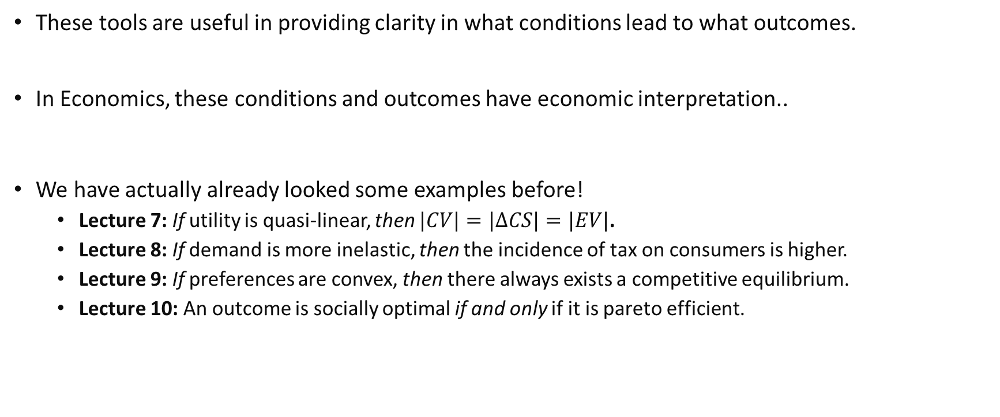 • These tools are useful in providing clarity in what conditions lead to what outcomes.
• In Economics, these conditions and outcomes have economic interpretation..
• We have actually already looked some examples before!
• Lecture 7: If utility is quasi-linear, then |CV| = |ΔCS| = |EV|.
• Lecture 8: If demand is more inelastic, then the incidence of tax on consumers is higher.
• Lecture 9: If preferences are convex, then there always exists a competitive equilibrium.
• Lecture 10: An outcome is socially optimal if and only if it is pareto efficient.